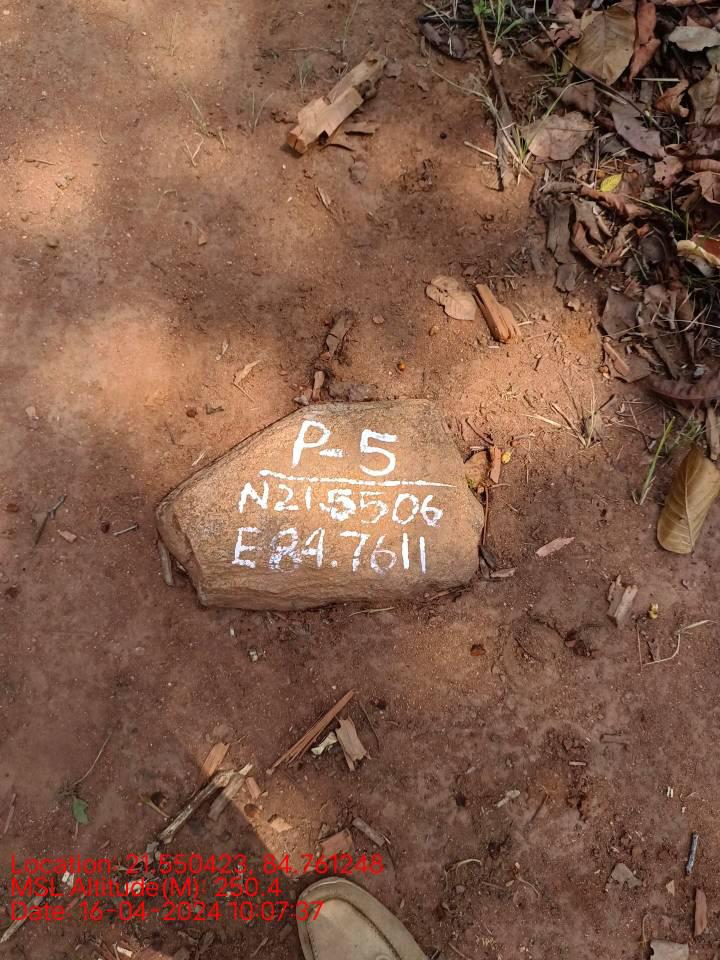 P-5
N21.5506
E84.7611
Location: 21.550423, 84.761248
MSL Altitude(M): 250.4
Date: 16-04-2024 10:07:37